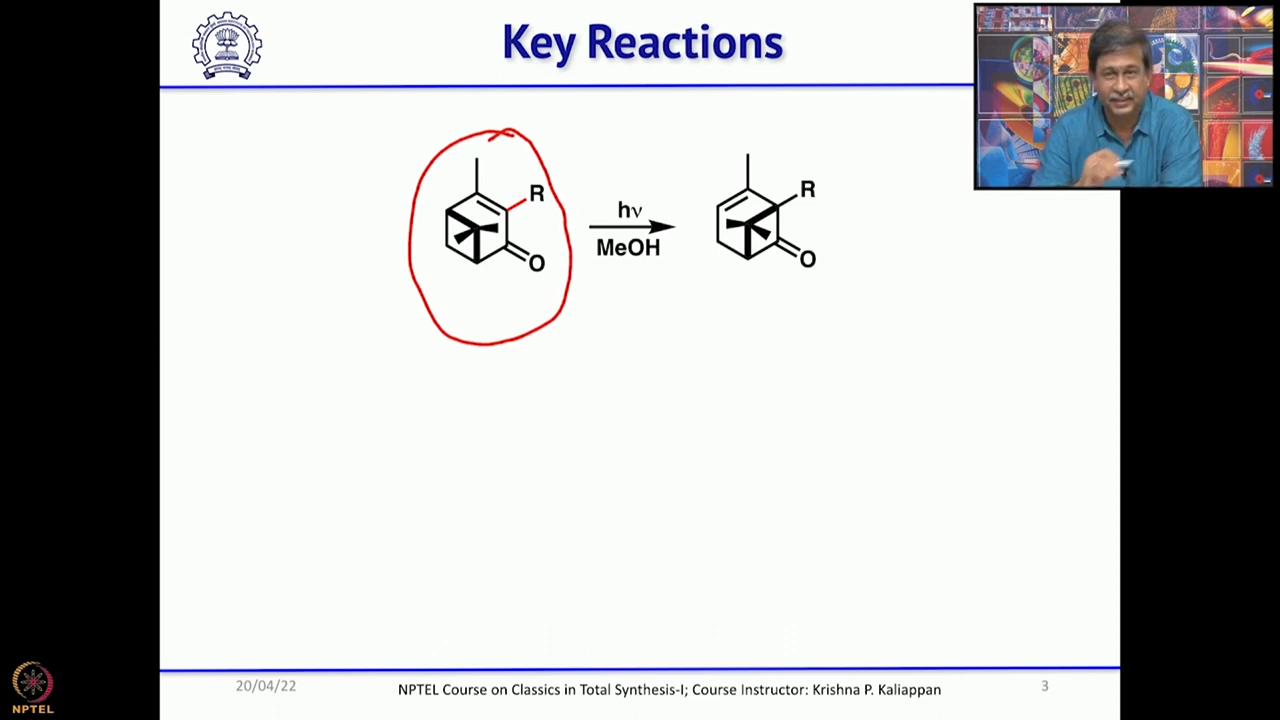 Key Reactions
R
O
hν
MeOH
R
O
20/04/22
NPTEL Course on Classics in Total Synthesis-I; Course Instructor: Krishna P. Kaliappan
3
NPTEL